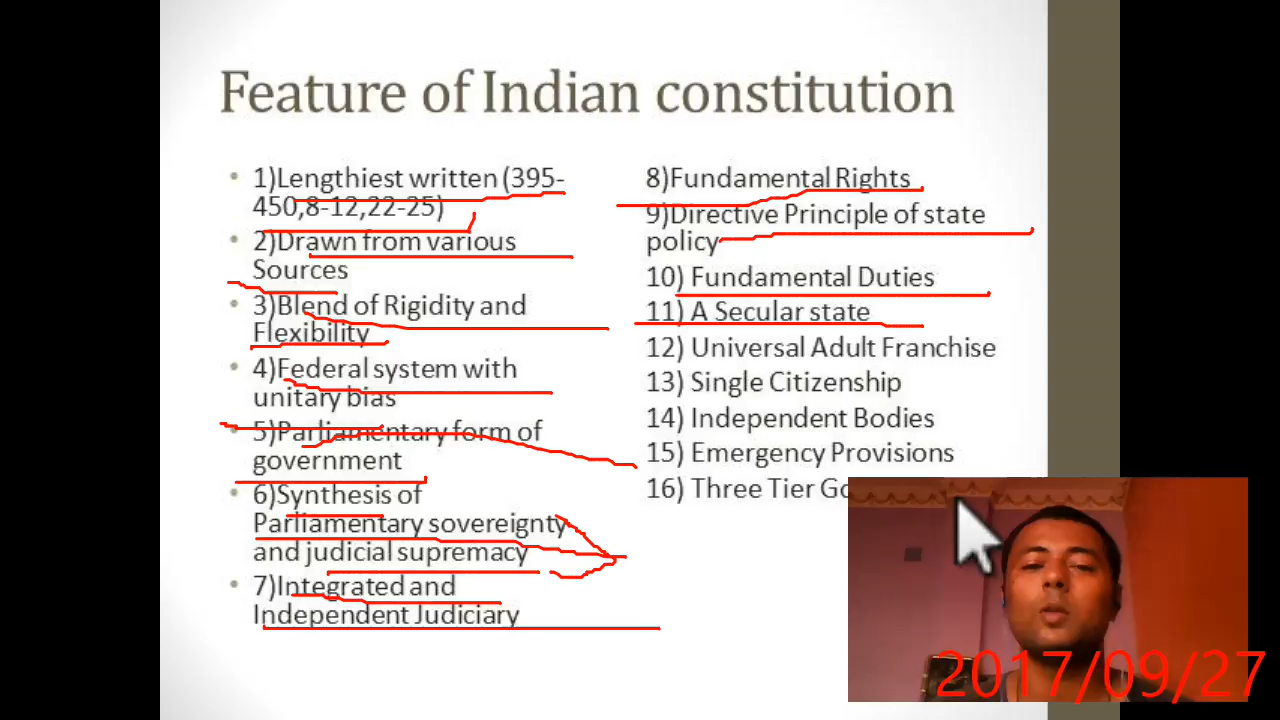 Feature of Indian constitution
1)Lengthiest written (395-
450,8-12,22-25)
2)Drawn from various
Sources
3)Blend of Rigidity and
Flexibility
4)Federal system with
unitary bias
5)Parliamentary form of
government
6)Synthesis of
Parliamentary sovereignty
and judicial supremacy
7)Integrated and
Independent Judiciary
8)Fundamental Rights
9)Directive Principle of state
policy
10) Fundamental Duties
11) A Secular state
12) Universal Adult Franchise
13) Single Citizenship
14) Independent Bodies
15) Emergency Provisions
16) Three Tier
2017/09/27